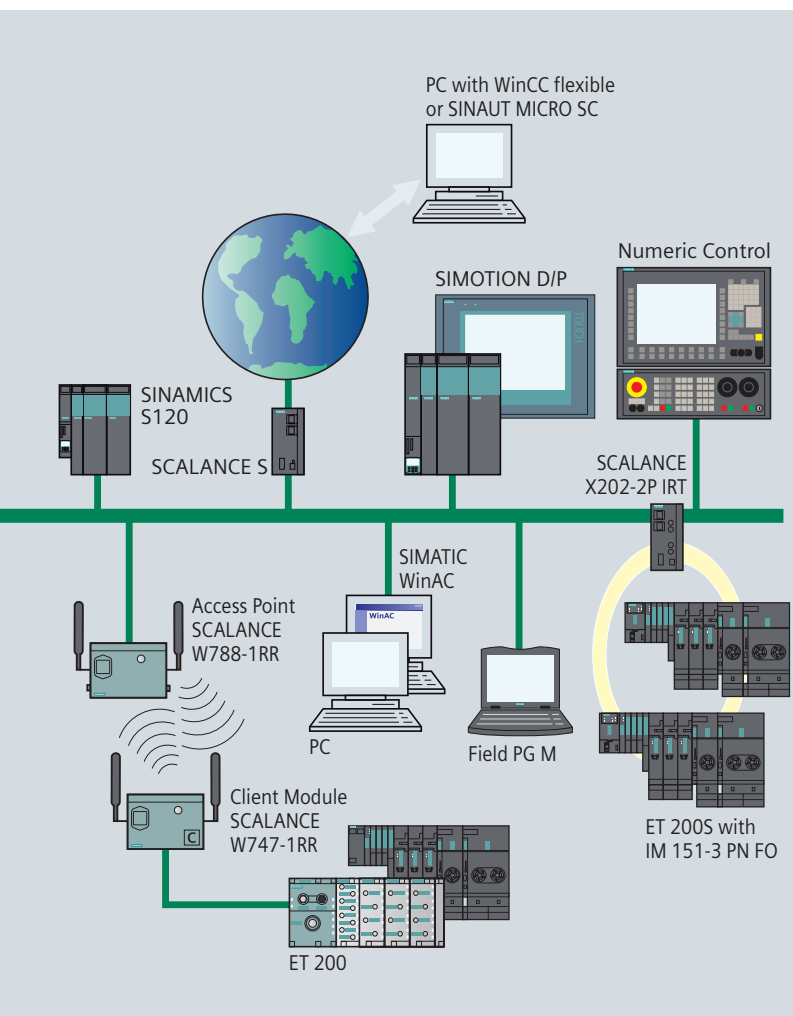 PC with WinCC flexible
or SINAUT MICRO SC
Numeric Control
SIMOTION D/P
TOUCH
SINAMICS
S120
SCALANCE S
SCALANCE
X202-2P IRT
SIMATIC
WinAC
WinAC
Access Point
SCALANCE
W788-1RR
PC
Field PG M
Client Module
SCALANCE
W747-1RR
C
ET 200S with
IM 151-3 PN FO
ET 200